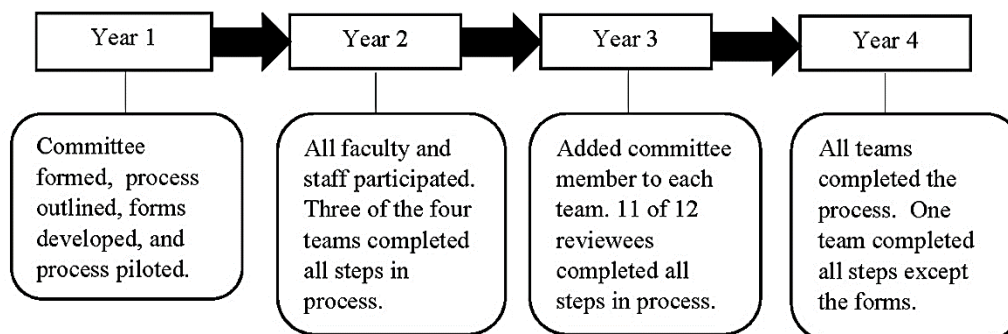 Year 1
Year 2
Year 3
Year 4
Committee
formed, process
outlined, forms
developed, and
process piloted.
All faculty and
staff participated.
Three of the four
teams completed
all steps in
process.
Added committee
member to each
team. 11 of 12
reviewees
completed all
steps in process.
All teams
completed the
process. One
team completed
all steps except
the forms.